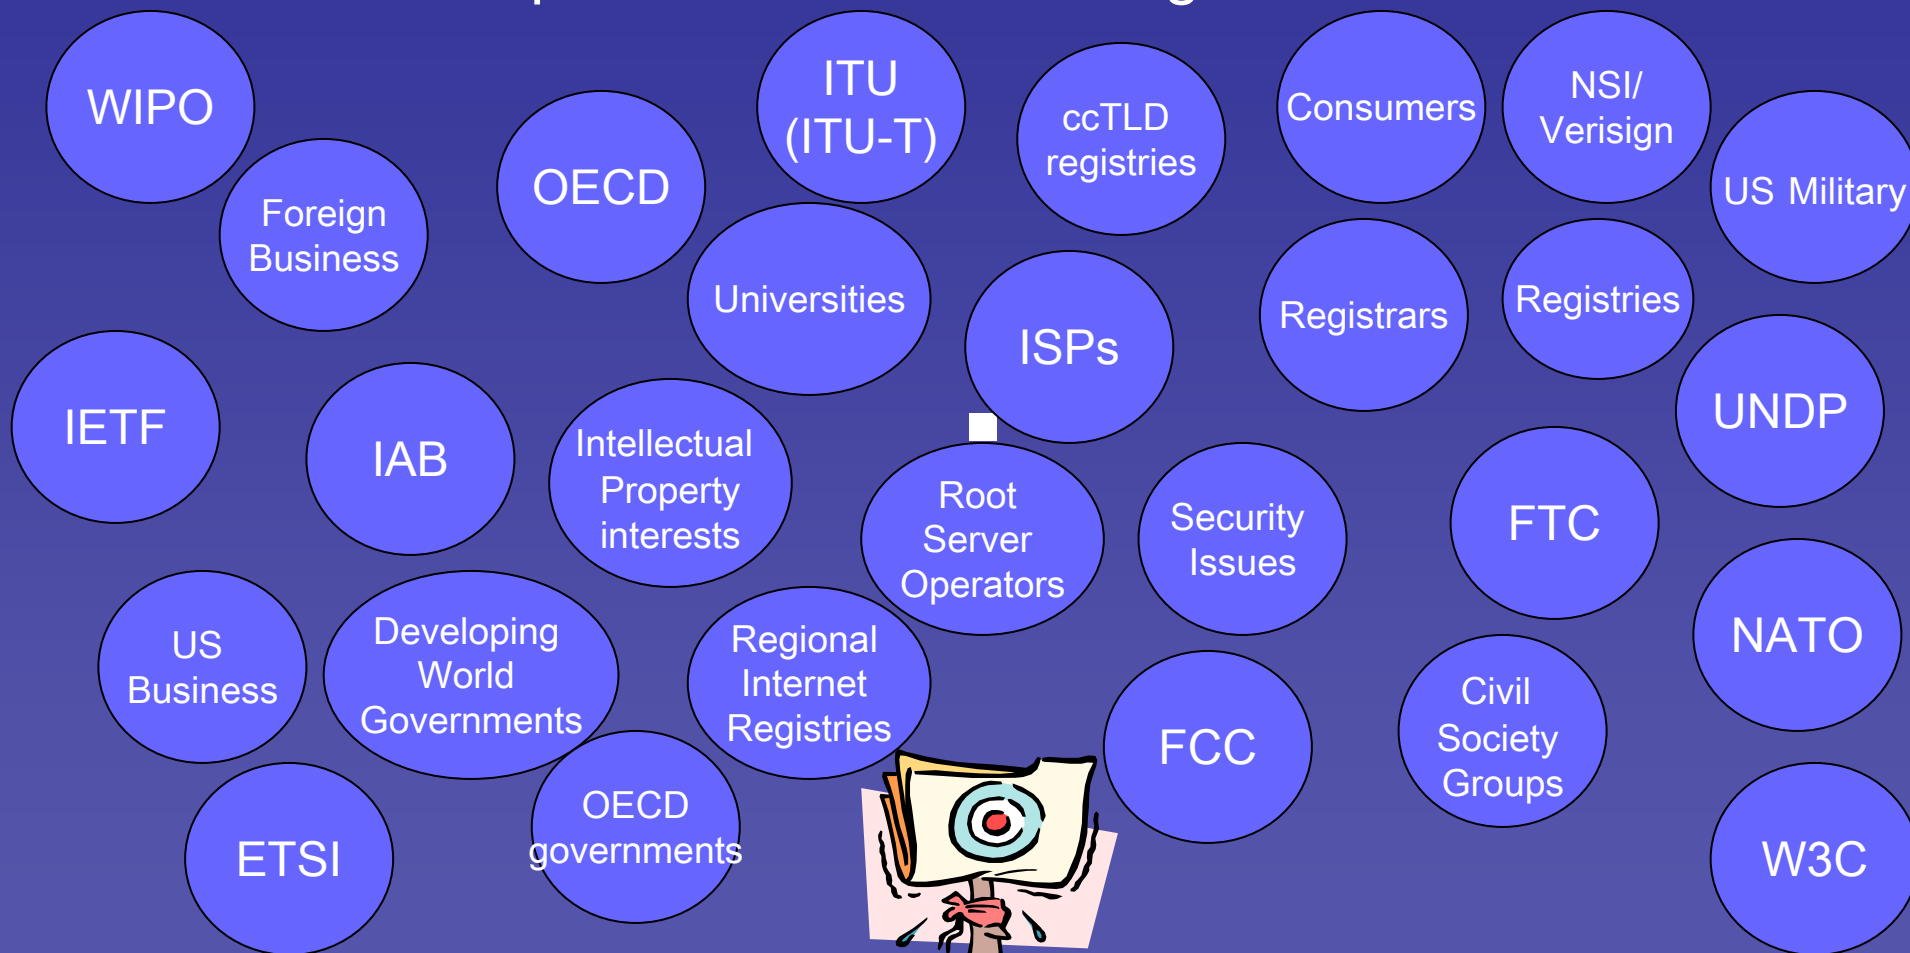 WIPO
ITU
(ITU-T)
ccTLD
registries
Consumers
NSI/
Verisign
US Military
OECD
Foreign
Business
Universities
ISPs
Registrars
Registries
IETF
IAB
Intellectual
Property
interests
Root
Server
Operators
Security
Issues
FTC
UNDP
US
Business
Developing
World
Governments
Regional
Internet
Registries
FCC
Civil
Society
Groups
NATO
ETSI
OECD
governments
W3C